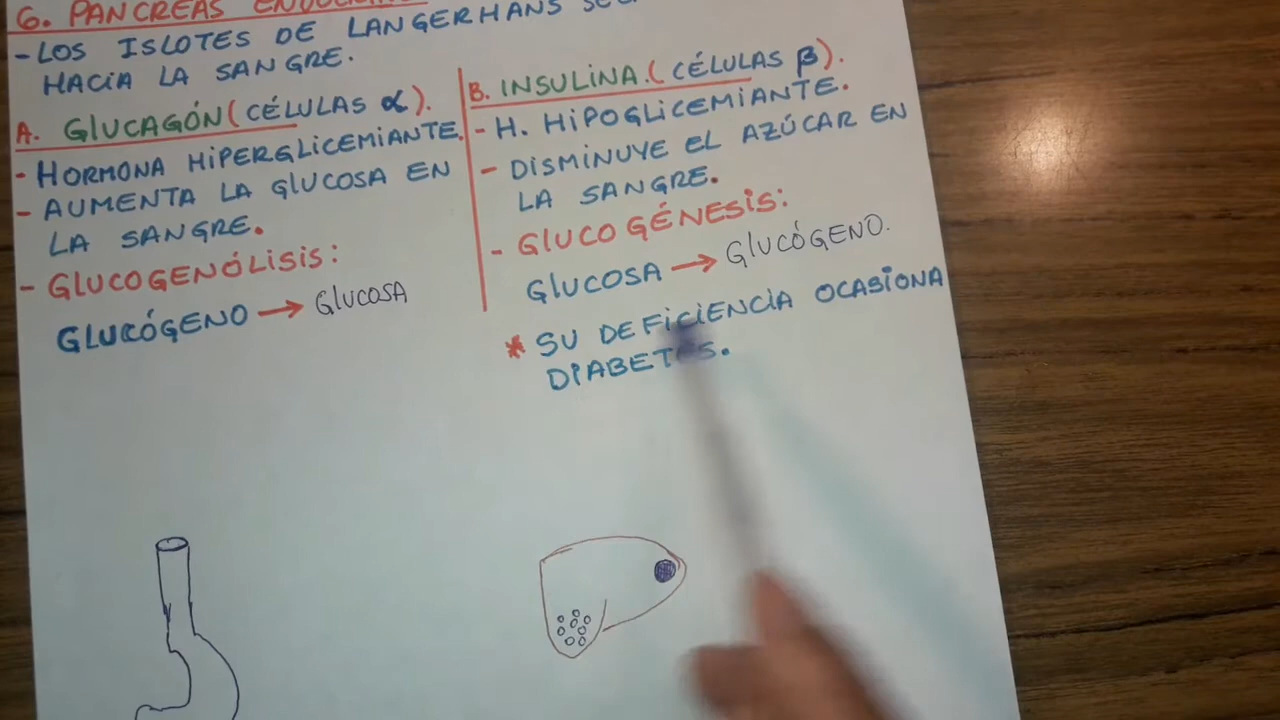 6. PANCREAS
- LOS ISLOTES DE LANGERHANS
HACIA LA SANGRE.
A. GLUCAGÓN (CÉLULAS α).
- HORMONA HIPERGLICEMIANTE.
- AUMENTA LA GLUCOSA EN
LA SANGRE.
- GLUCOGENÓLISIS:
GLUCÓGENO → GLUCOSA
B. INSULINA. (CÉLULAS β).
- H. HIPOGLICEMIANTE.
- DISMINUYE EL AZÚCAR EN
LA SANGRE.
- GLUCOGÉNESIS:
GLUCOSA → GLUCÓGENO.
* SU DEFICIENCIA OCASIONA
DIABETES.